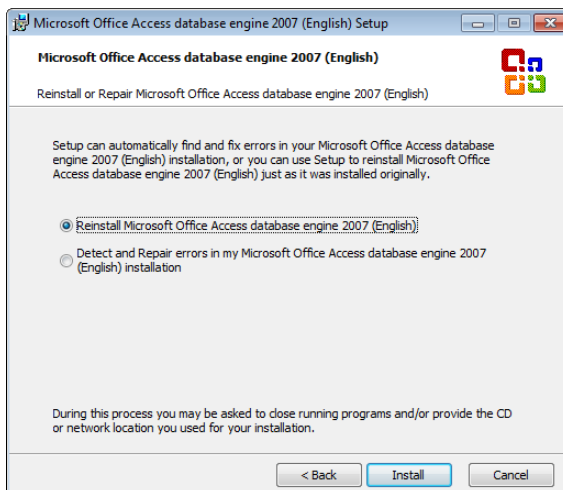 Microsoft Office Access database engine 2007 (English) Setup
Microsoft Office Access database engine 2007 (English)
Reinstall or Repair Microsoft Office Access database engine 2007 (English)
Setup can automatically find and fix errors in your Microsoft Office Access database
engine 2007 (English) installation, or you can use Setup to reinstall Microsoft Office
Access database engine 2007 (English) just as it was installed originally.
Reinstall Microsoft Office Access database engine 2007 (English)
Detect and Repair errors in my Microsoft Office Access database engine 2007
(English) installation
During this process you may be asked to close running programs and/or provide the CD
or network location you used for your installation.
< Back Install Cancel